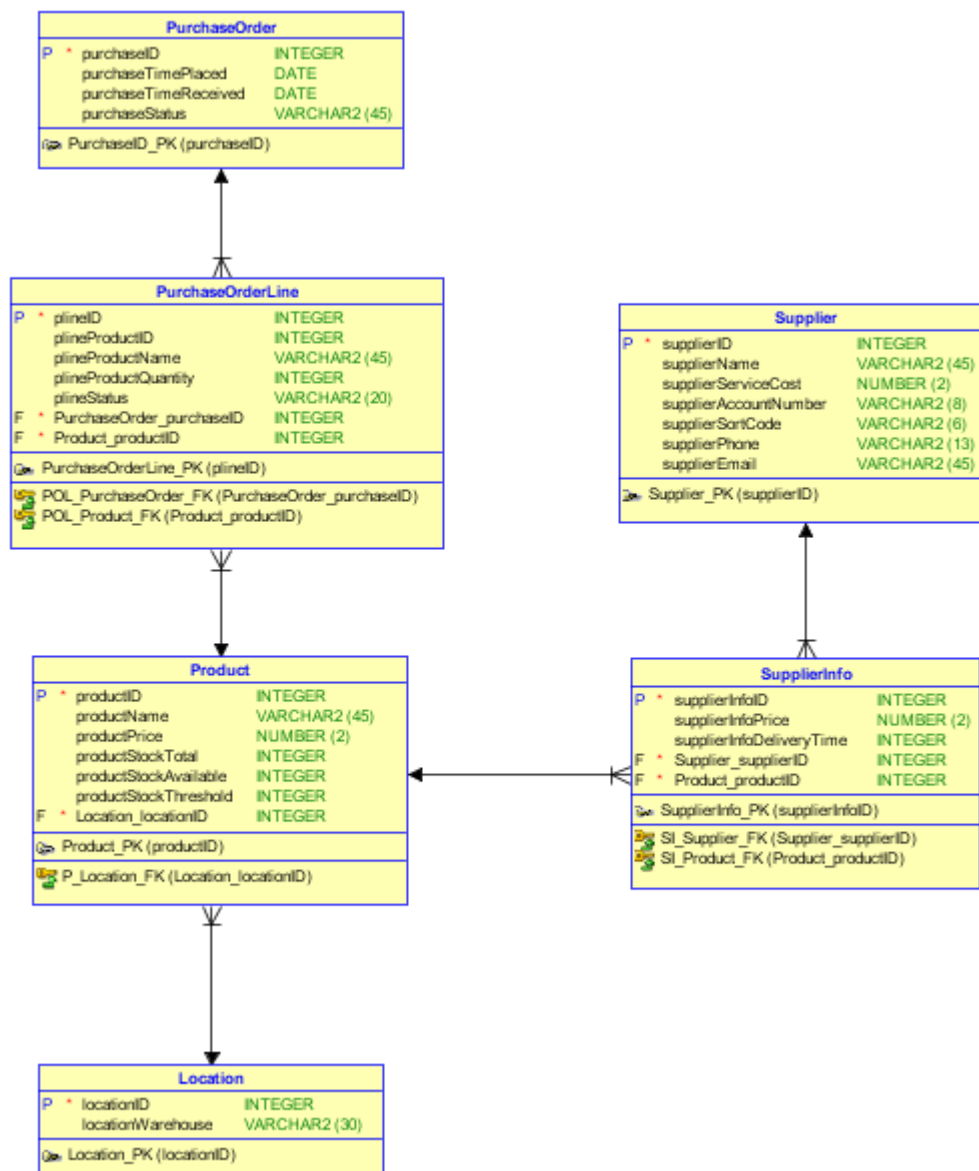 PurchaseOrder
P * purchaseID INTEGER
purchaseTimePlaced DATE
purchaseTimeReceived DATE
purchaseStatus VARCHAR2 (45)
PurchaseID_PK (purchaseID)
PurchaseOrderLine
P * plineID INTEGER
plineProductID INTEGER
plineProductName VARCHAR2 (45)
plineProductQuantity INTEGER
plineStatus VARCHAR2 (20)
F * PurchaseOrder_purchaseID INTEGER
F * Product_productID INTEGER
PurchaseOrderLine_PK (plineID)
POL_PurchaseOrder_FK (PurchaseOrder_purchaseID)
POL_Product_FK (Product_productID)
Supplier
P * supplierID INTEGER
supplierName VARCHAR2 (45)
supplierServiceCost NUMBER (2)
supplierAccountNumber VARCHAR2 (8)
supplierSortCode VARCHAR2 (6)
supplierPhone VARCHAR2 (13)
supplierEmail VARCHAR2 (45)
Supplier_PK (supplierID)
Product
P * productID INTEGER
productName VARCHAR2 (45)
productPrice NUMBER (2)
productStockTotal INTEGER
productStockAvailable INTEGER
productStockThreshold INTEGER
F * Location_locationID INTEGER
Product_PK (productID)
P_Location_FK (Location_locationID)
SupplierInfo
P * supplierInfoID INTEGER
supplierInfoPrice NUMBER (2)
supplierInfoDeliveryTime INTEGER
F * Supplier_supplierID INTEGER
F * Product_productID INTEGER
SupplierInfo_PK (supplierInfoID)
SI_Supplier_FK (Supplier_supplierID)
SI_Product_FK (Product_productID)
Location
P * locationID INTEGER
locationWarehouse VARCHAR2 (30)
Location_PK (locationID)